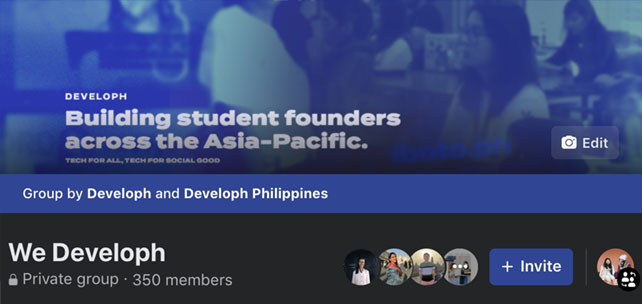 DEVELOPH
Building student founders
across the Asia-Pacific.
TECH FOR ALL, TECH FOR SOCIAL GOOD
Edit
Group by Developh and Developh Philippines
We Developh
Private group · 350 members
+ Invite